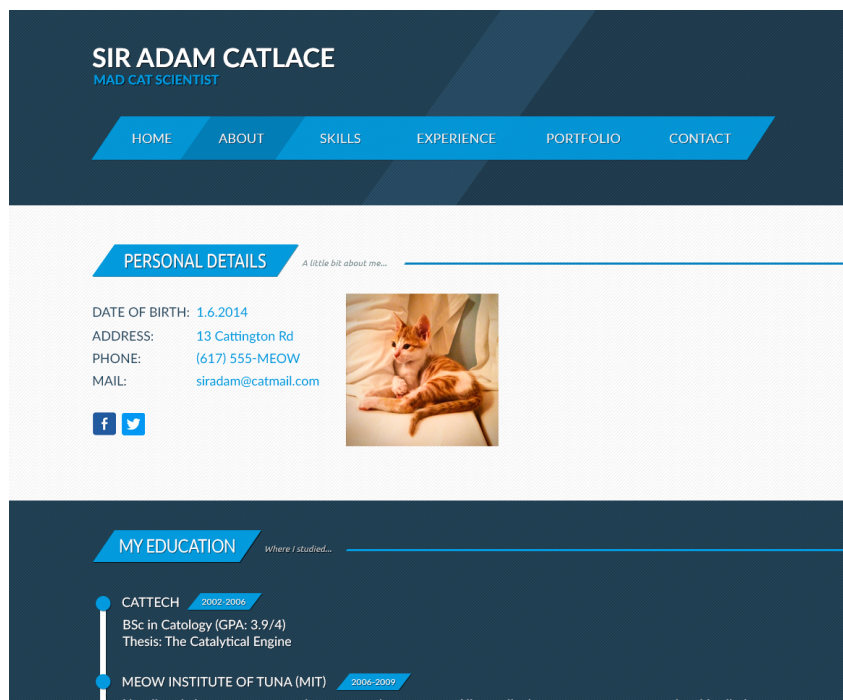 SIR ADAM CATLACE
MAD CAT SCIENTIST
HOME ABOUT SKILLS EXPERIENCE PORTFOLIO CONTACT
PERSONAL DETAILS A little bit about me...
DATE OF BIRTH: 1.6.2014
ADDRESS: 13 Cattington Rd
PHONE: (617) 555-MEOW
MAIL: siradam@catmail.com
MY EDUCATION Where I studied...
CATTECH 2002-2006
BSc in Catology (GPA: 3.9/4)
Thesis: The Catalytical Engine
MEOW INSTITUTE OF TUNA (MIT) 2006-2009